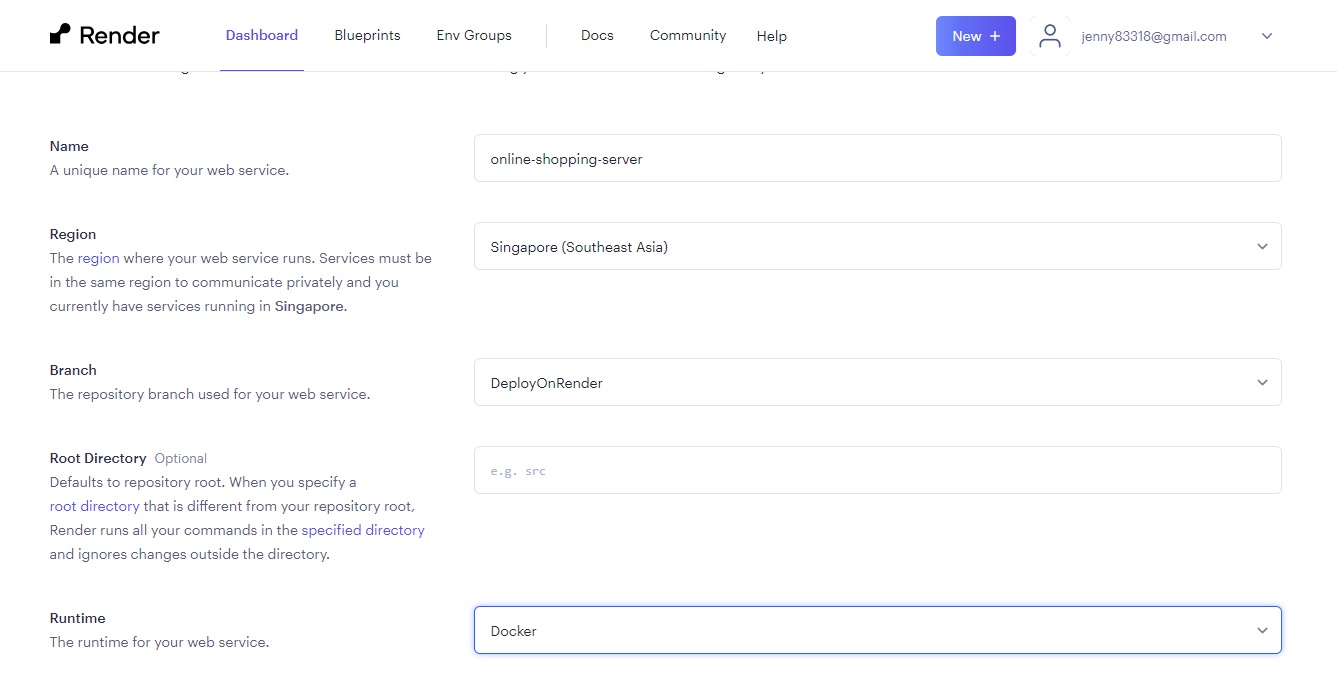 Render
Dashboard
Blueprints
Env Groups
Docs
Community
Help
New +
jenny83318@gmail.com
Name
A unique name for your web service.
online-shopping-server
Region
The region where your web service runs. Services must be
in the same region to communicate privately and you
currently have services running in Singapore.
Singapore (Southeast Asia)
Branch
The repository branch used for your web service.
DeployOnRender
Root Directory Optional
Defaults to repository root. When you specify a
root directory that is different from your repository root,
Render runs all your commands in the specified directory
and ignores changes outside the directory.
e.g. src
Runtime
The runtime for your web service.
Docker